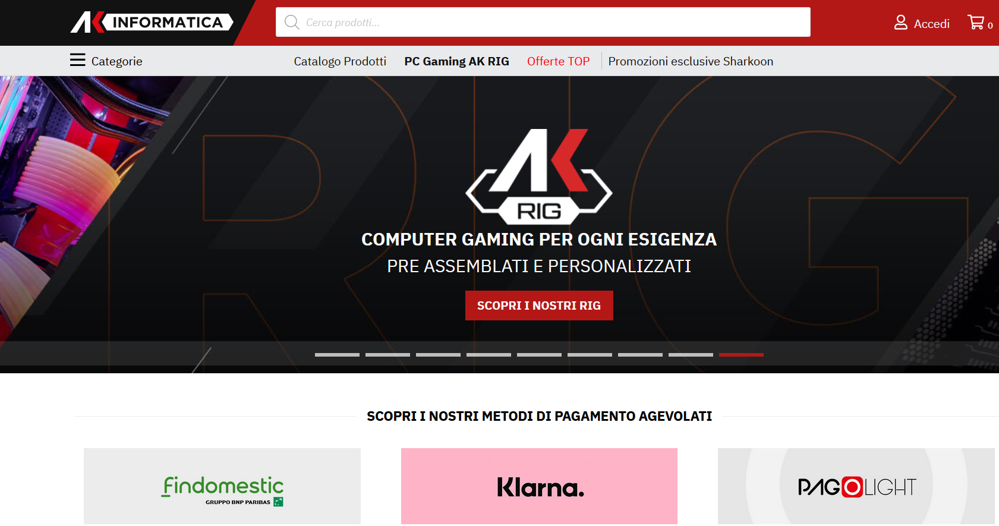 AK INFORMATICA
Cerca prodotti...
Accedi
0
Categorie
Catalogo Prodotti
PC Gaming AK RIG
Offerte TOP
Promozioni esclusive Sharkoon
RIG
AK
RIG
COMPUTER GAMING PER OGNI ESIGENZA
PRE ASSEMBLATI E PERSONALIZZATI
SCOPRI I NOSTRI RIG
SCOPRI I NOSTRI METODI DI PAGAMENTO AGEVOLATI
findomestic
GRUPPO BNP PARIBAS
Klarna.
PAGOLIGHT